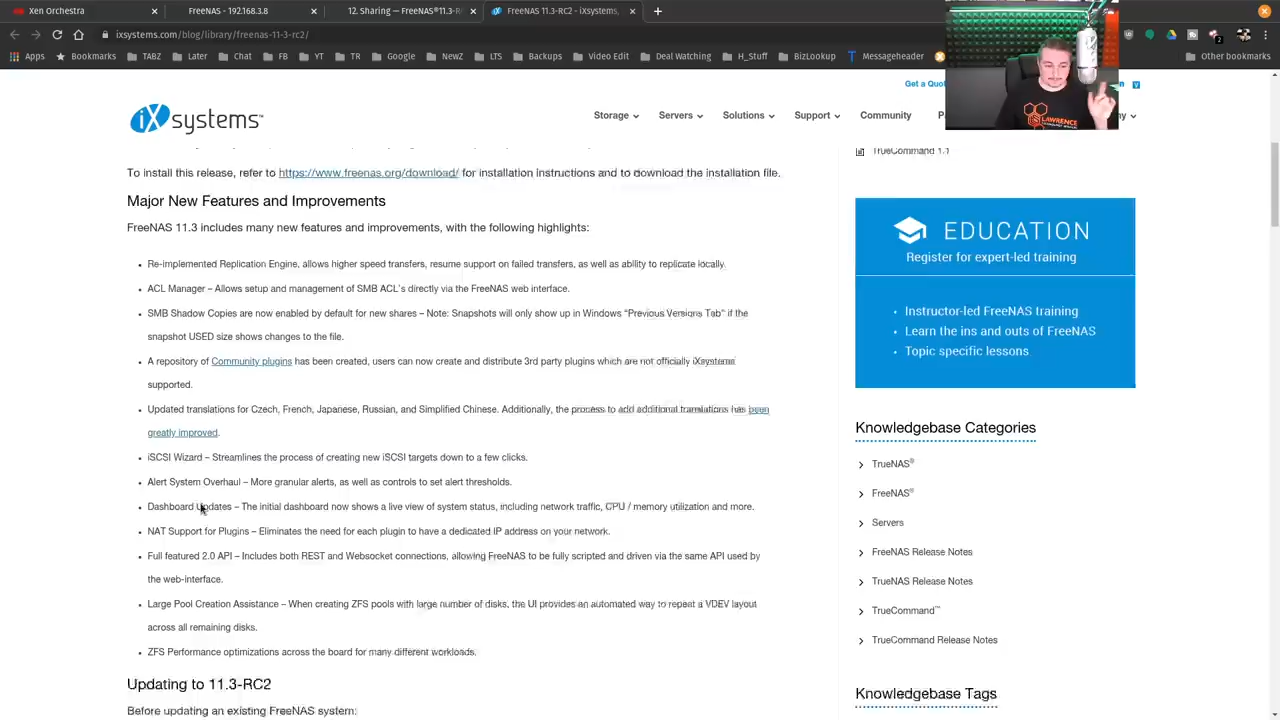 Xen Orchestra
FreeNAS - 192.168.3.8
12. Sharing — FreeNAS®11.3
FreeNAS 11.3-RC2 - iXsystems,
ixsystems.com/blog/library/freenas-11-3-rc2/
Apps
Bookmarks
TAB2
Later
FB
TR
NewZ
LTS
Backups
Video Edit
Deal Watching
H_Stuff
BizLookup
Messageheader
Other bookmarks
Get a Quot
iXsystems
Storage
Servers
Solutions
Support
Community
LAWRENCE
TrueCommand 1.1
To install this release, refer to https://www.freenas.org/download/ for installation instructions and to download the installation file.
Major New Features and Improvements
FreeNAS 11.3 includes many new features and improvements, with the following highlights:
Re-implemented Replication Engine, allows higher speed transfers, resume support on failed transfers, as well as ability to replicate locally.
ACL Manager – Allows setup and management of SMB ACL's directly via the FreeNAS web interface.
SMB Shadow Copies are now enabled by default for new shares – Note: Snapshots will only show up in Windows "Previous Versions Tab" if the
snapshot USED size shows changes to the file.
A repository of Community plugins has been created, users can now create and distribute 3rd party plugins which are not officially iXsystems
supported.
Updated translations for Czech, French, Japanese, Russian, and Simplified Chinese. Additionally, the process to add additional translations has been
greatly improved.
iSCSI Wizard – Streamlines the process of creating new iSCSI targets down to a few clicks.
Alert System Overhaul – More granular alerts, as well as controls to set alert thresholds.
Dashboard Updates – The initial dashboard now shows a live view of system status, including network traffic, CPU / memory utilization and more.
NAT Support for Plugins – Eliminates the need for each plugin to have a dedicated IP address on your network.
Full featured 2.0 API – Includes both REST and Websocket connections, allowing FreeNAS to be fully scripted and driven via the same API used by
the web-interface.
Large Pool Creation Assistance – When creating ZFS pools with large number of disks, the UI provides an automated way to repeat a VDEV layout
across all remaining disks.
ZFS Performance optimizations across the board for many different workloads.
Updating to 11.3-RC2
Before updating an existing FreeNAS system:
EDUCATION
Register for expert-led training
Instructor-led FreeNAS training
Learn the ins and outs of FreeNAS
Topic specific lessons
Knowledgebase Categories
TrueNAS®
FreeNAS®
Servers
FreeNAS Release Notes
TrueNAS Release Notes
TrueCommand™
TrueCommand Release Notes
Knowledgebase Tags